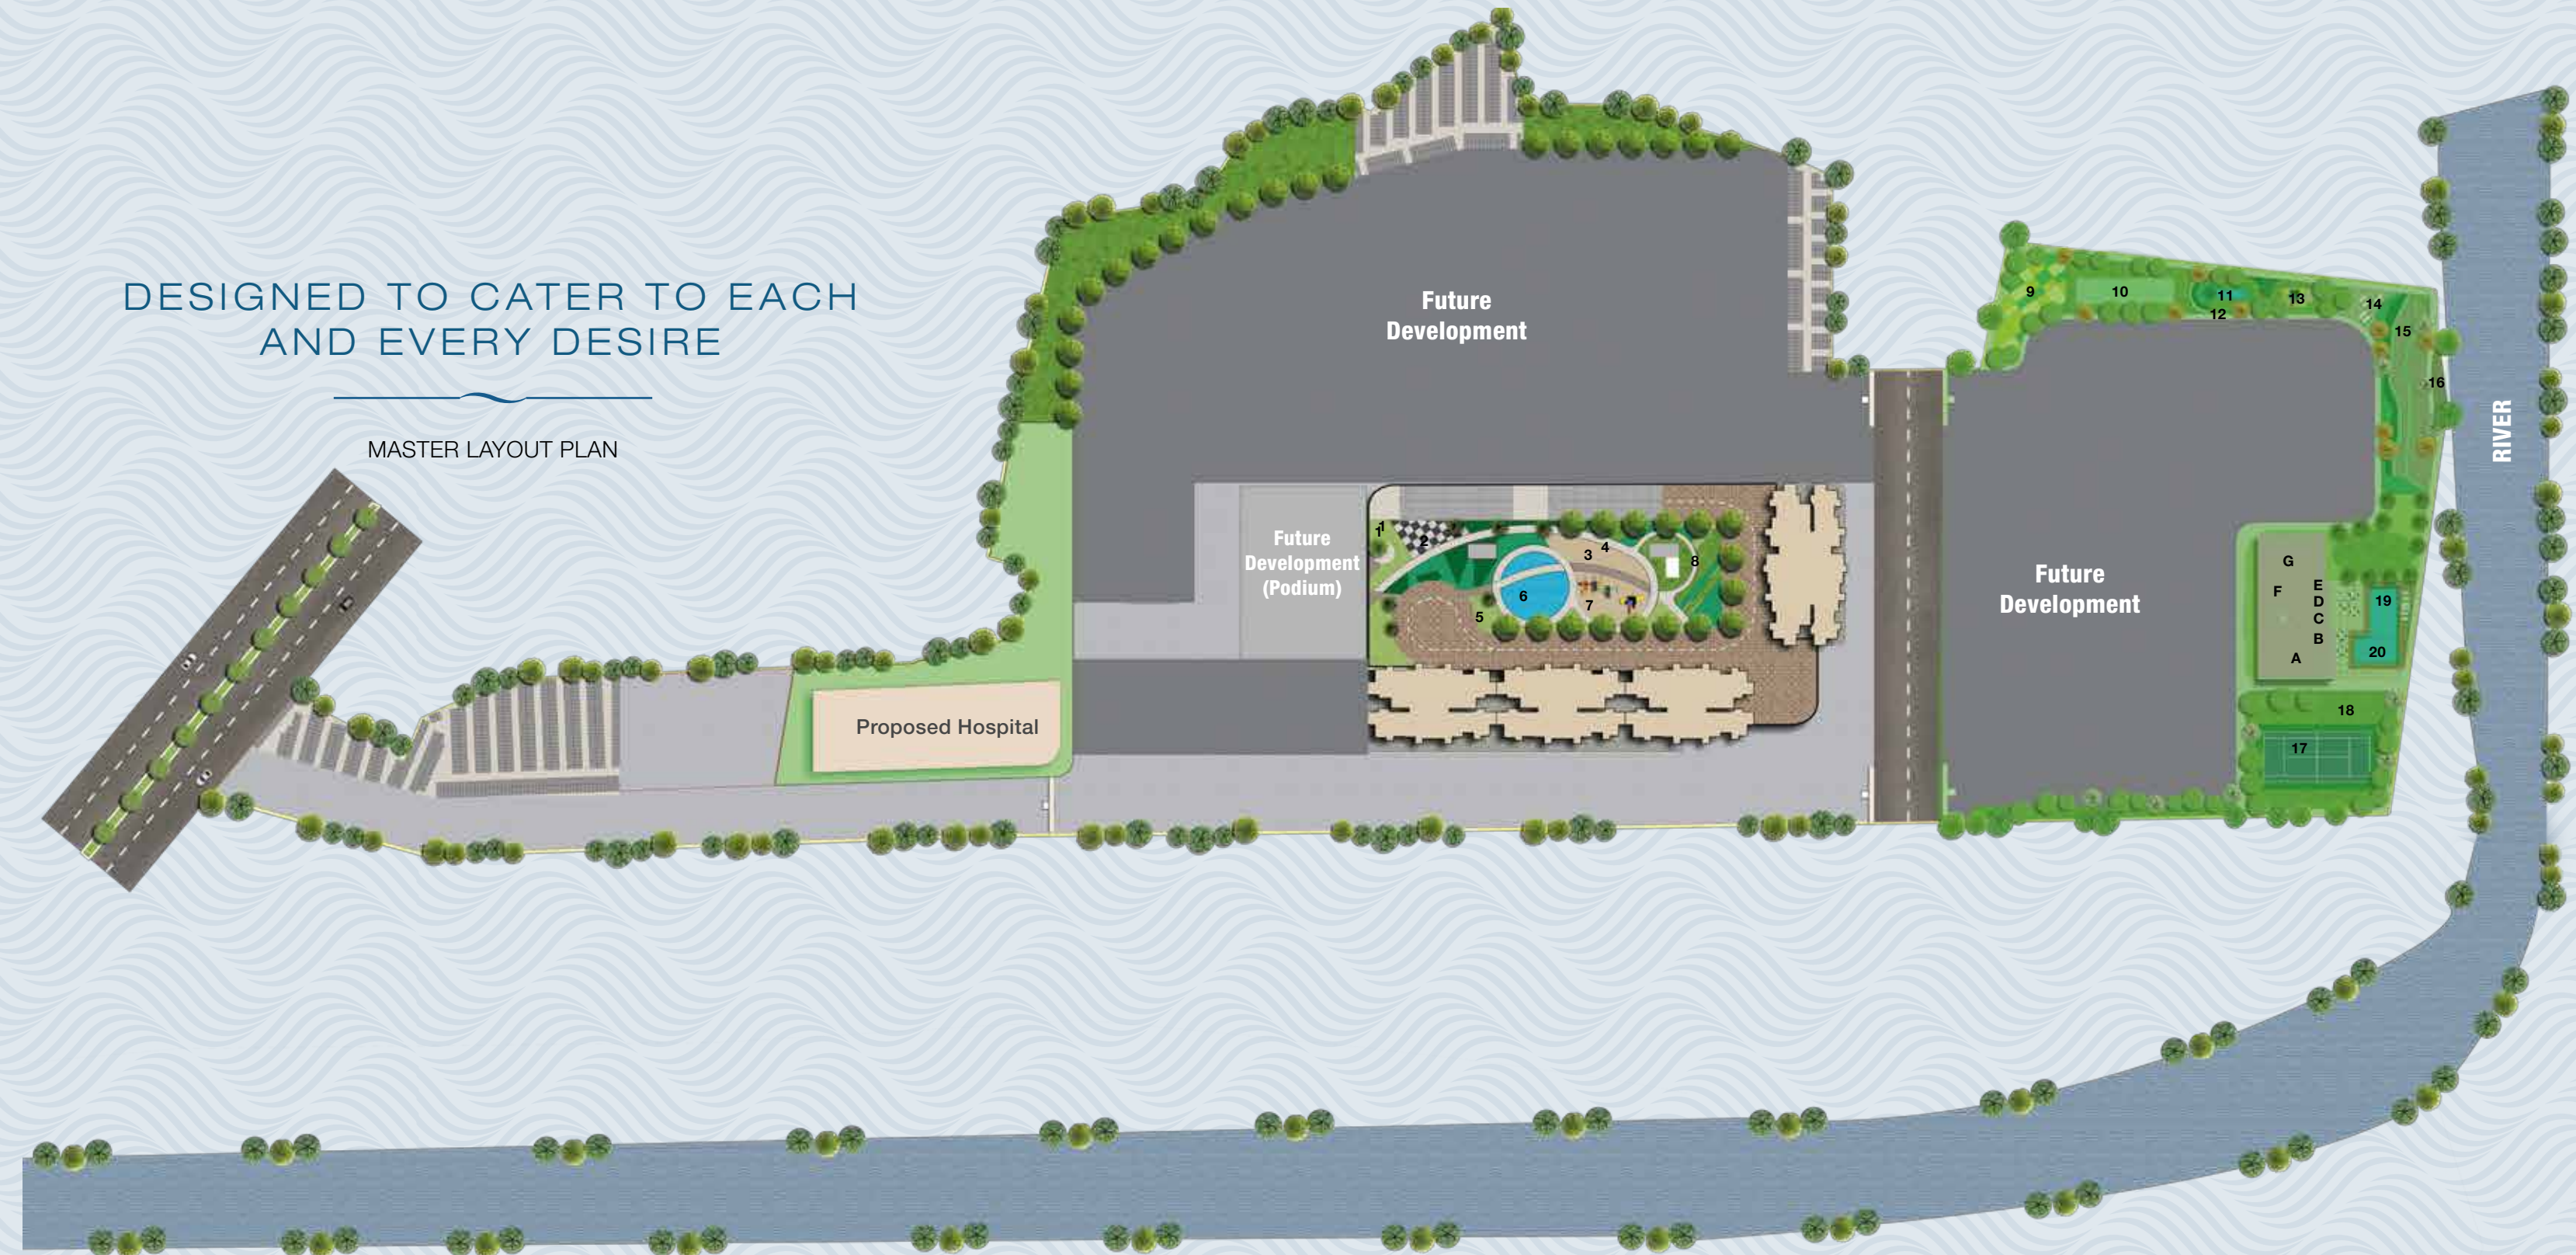 DESIGNED TO CATER TO EACH
AND EVERY DESIRE
MASTER LAYOUT PLAN
Future
Development
Future
Development
(Podium)
Proposed Hospital
1
1
2
3
4
5
6
7
8
Future
Development
9
10
11
12
13
14
15
16
G
F
E
D
C
B
A
19
20
18
17
RIVER